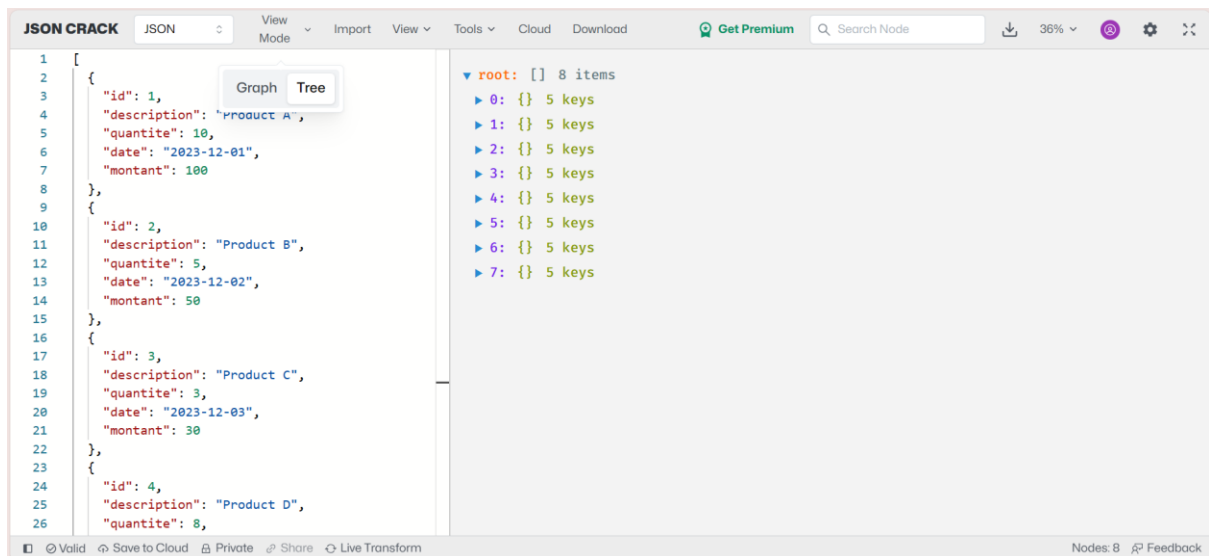 JSON CRACK JSON View Mode Import View Tools Cloud Download Get Premium Search Node 36%
Graph Tree
1 [
2 {
3 "id": 1,
4 "description": "Product A",
5 "quantite": 10,
6 "date": "2023-12-01",
7 "montant": 100
8 },
9 {
10 "id": 2,
11 "description": "Product B",
12 "quantite": 5,
13 "date": "2023-12-02",
14 "montant": 50
15 },
16 {
17 "id": 3,
18 "description": "Product C",
19 "quantite": 3,
20 "date": "2023-12-03",
21 "montant": 30
22 },
23 {
24 "id": 4,
25 "description": "Product D",
26 "quantite": 8,
root: [] 8 items
0: {} 5 keys
1: {} 5 keys
2: {} 5 keys
3: {} 5 keys
4: {} 5 keys
5: {} 5 keys
6: {} 5 keys
7: {} 5 keys
Valid Save to Cloud Private Share Live Transform Nodes: 8 Feedback